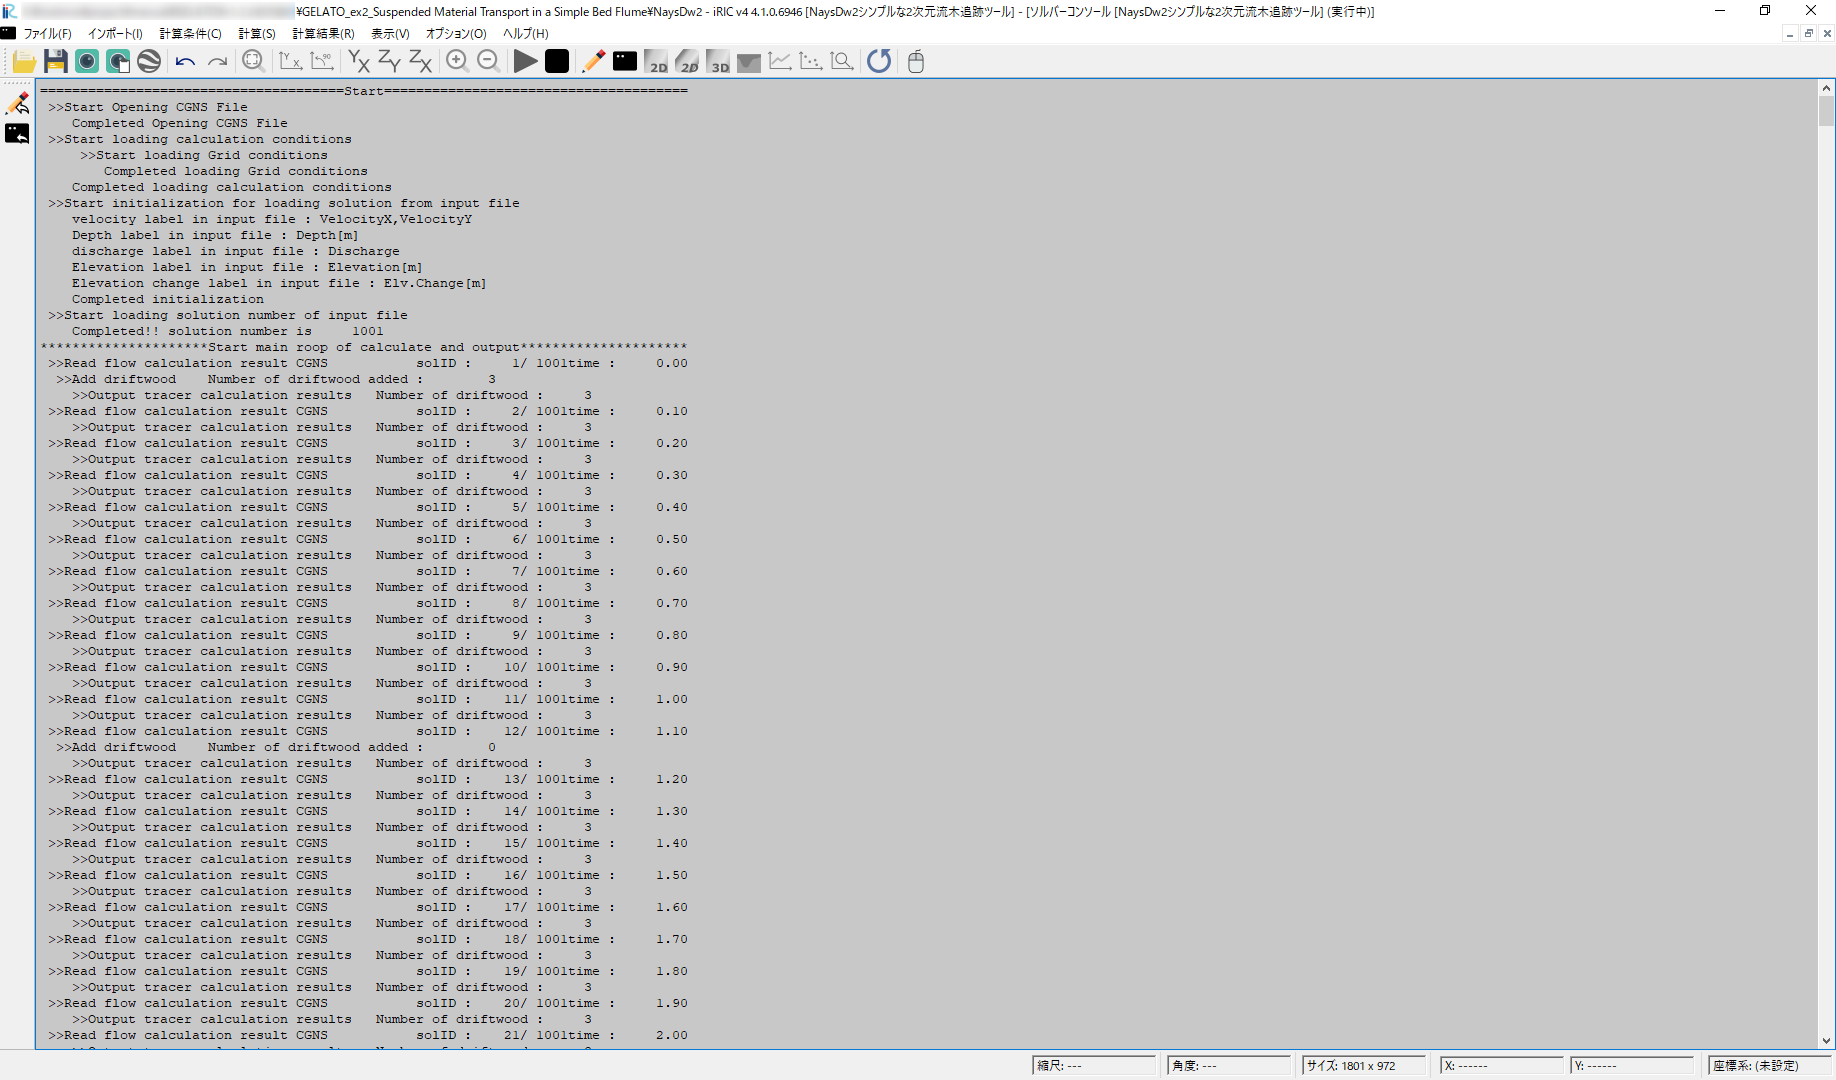 ¥GELATO_ex2_Suspended Material Transport in a Simple Bed Flume¥NaysDw2 - iRIC v4 4.1.0.6946 [NaysDw2シンプルな2次元流木追跡ツール] - [ソルバーコンソール [NaysDw2シンプルな2次元流木追跡ツール] (実行中)]
ファイル(F) インポート(I) 計算条件(C) 計算(S) 計算結果(R) 表示(V) オプション(O) ヘルプ(H)
======================================Start======================================
>>Start Opening CGNS File
Completed Opening CGNS File
>>Start loading calculation conditions
>>Start loading Grid conditions
Completed loading Grid conditions
Completed loading calculation conditions
>>Start initialization for loading solution from input file
velocity label in input file : VelocityX,VelocityY
Depth label in input file : Depth[m]
discharge label in input file : Discharge
Elevation label in input file : Elevation[m]
Elevation change label in input file : Elv.Change[m]
Completed initialization
>>Start loading solution number of input file
Completed!! solution number is 1001
*********************Start main roop of calculate and output*********************
>>Read flow calculation result CGNS solID : 1/ 1001time : 0.00
>>Add driftwood Number of driftwood added : 3
>>Output tracer calculation results Number of driftwood : 3
>>Read flow calculation result CGNS solID : 2/ 1001time : 0.10
>>Output tracer calculation results Number of driftwood : 3
>>Read flow calculation result CGNS solID : 3/ 1001time : 0.20
>>Output tracer calculation results Number of driftwood : 3
>>Read flow calculation result CGNS solID : 4/ 1001time : 0.30
>>Output tracer calculation results Number of driftwood : 3
>>Read flow calculation result CGNS solID : 5/ 1001time : 0.40
>>Output tracer calculation results Number of driftwood : 3
>>Read flow calculation result CGNS solID : 6/ 1001time : 0.50
>>Output tracer calculation results Number of driftwood : 3
>>Read flow calculation result CGNS solID : 7/ 1001time : 0.60
>>Output tracer calculation results Number of driftwood : 3
>>Read flow calculation result CGNS solID : 8/ 1001time : 0.70
>>Output tracer calculation results Number of driftwood : 3
>>Read flow calculation result CGNS solID : 9/ 1001time : 0.80
>>Output tracer calculation results Number of driftwood : 3
>>Read flow calculation result CGNS solID : 10/ 1001time : 0.90
>>Output tracer calculation results Number of driftwood : 3
>>Read flow calculation result CGNS solID : 11/ 1001time : 1.00
>>Output tracer calculation results Number of driftwood : 3
>>Read flow calculation result CGNS solID : 12/ 1001time : 1.10
>>Add driftwood Number of driftwood added : 0
>>Output tracer calculation results Number of driftwood : 3
>>Read flow calculation result CGNS solID : 13/ 1001time : 1.20
>>Output tracer calculation results Number of driftwood : 3
>>Read flow calculation result CGNS solID : 14/ 1001time : 1.30
>>Output tracer calculation results Number of driftwood : 3
>>Read flow calculation result CGNS solID : 15/ 1001time : 1.40
>>Output tracer calculation results Number of driftwood : 3
>>Read flow calculation result CGNS solID : 16/ 1001time : 1.50
>>Output tracer calculation results Number of driftwood : 3
>>Read flow calculation result CGNS solID : 17/ 1001time : 1.60
>>Output tracer calculation results Number of driftwood : 3
>>Read flow calculation result CGNS solID : 18/ 1001time : 1.70
>>Output tracer calculation results Number of driftwood : 3
>>Read flow calculation result CGNS solID : 19/ 1001time : 1.80
>>Output tracer calculation results Number of driftwood : 3
>>Read flow calculation result CGNS solID : 20/ 1001time : 1.90
>>Output tracer calculation results Number of driftwood : 3
>>Read flow calculation result CGNS solID : 21/ 1001time : 2.00
縮尺: --- 角度: --- サイズ: 1801 x 972 X: ------ Y: ------ 座標系: (未設定)